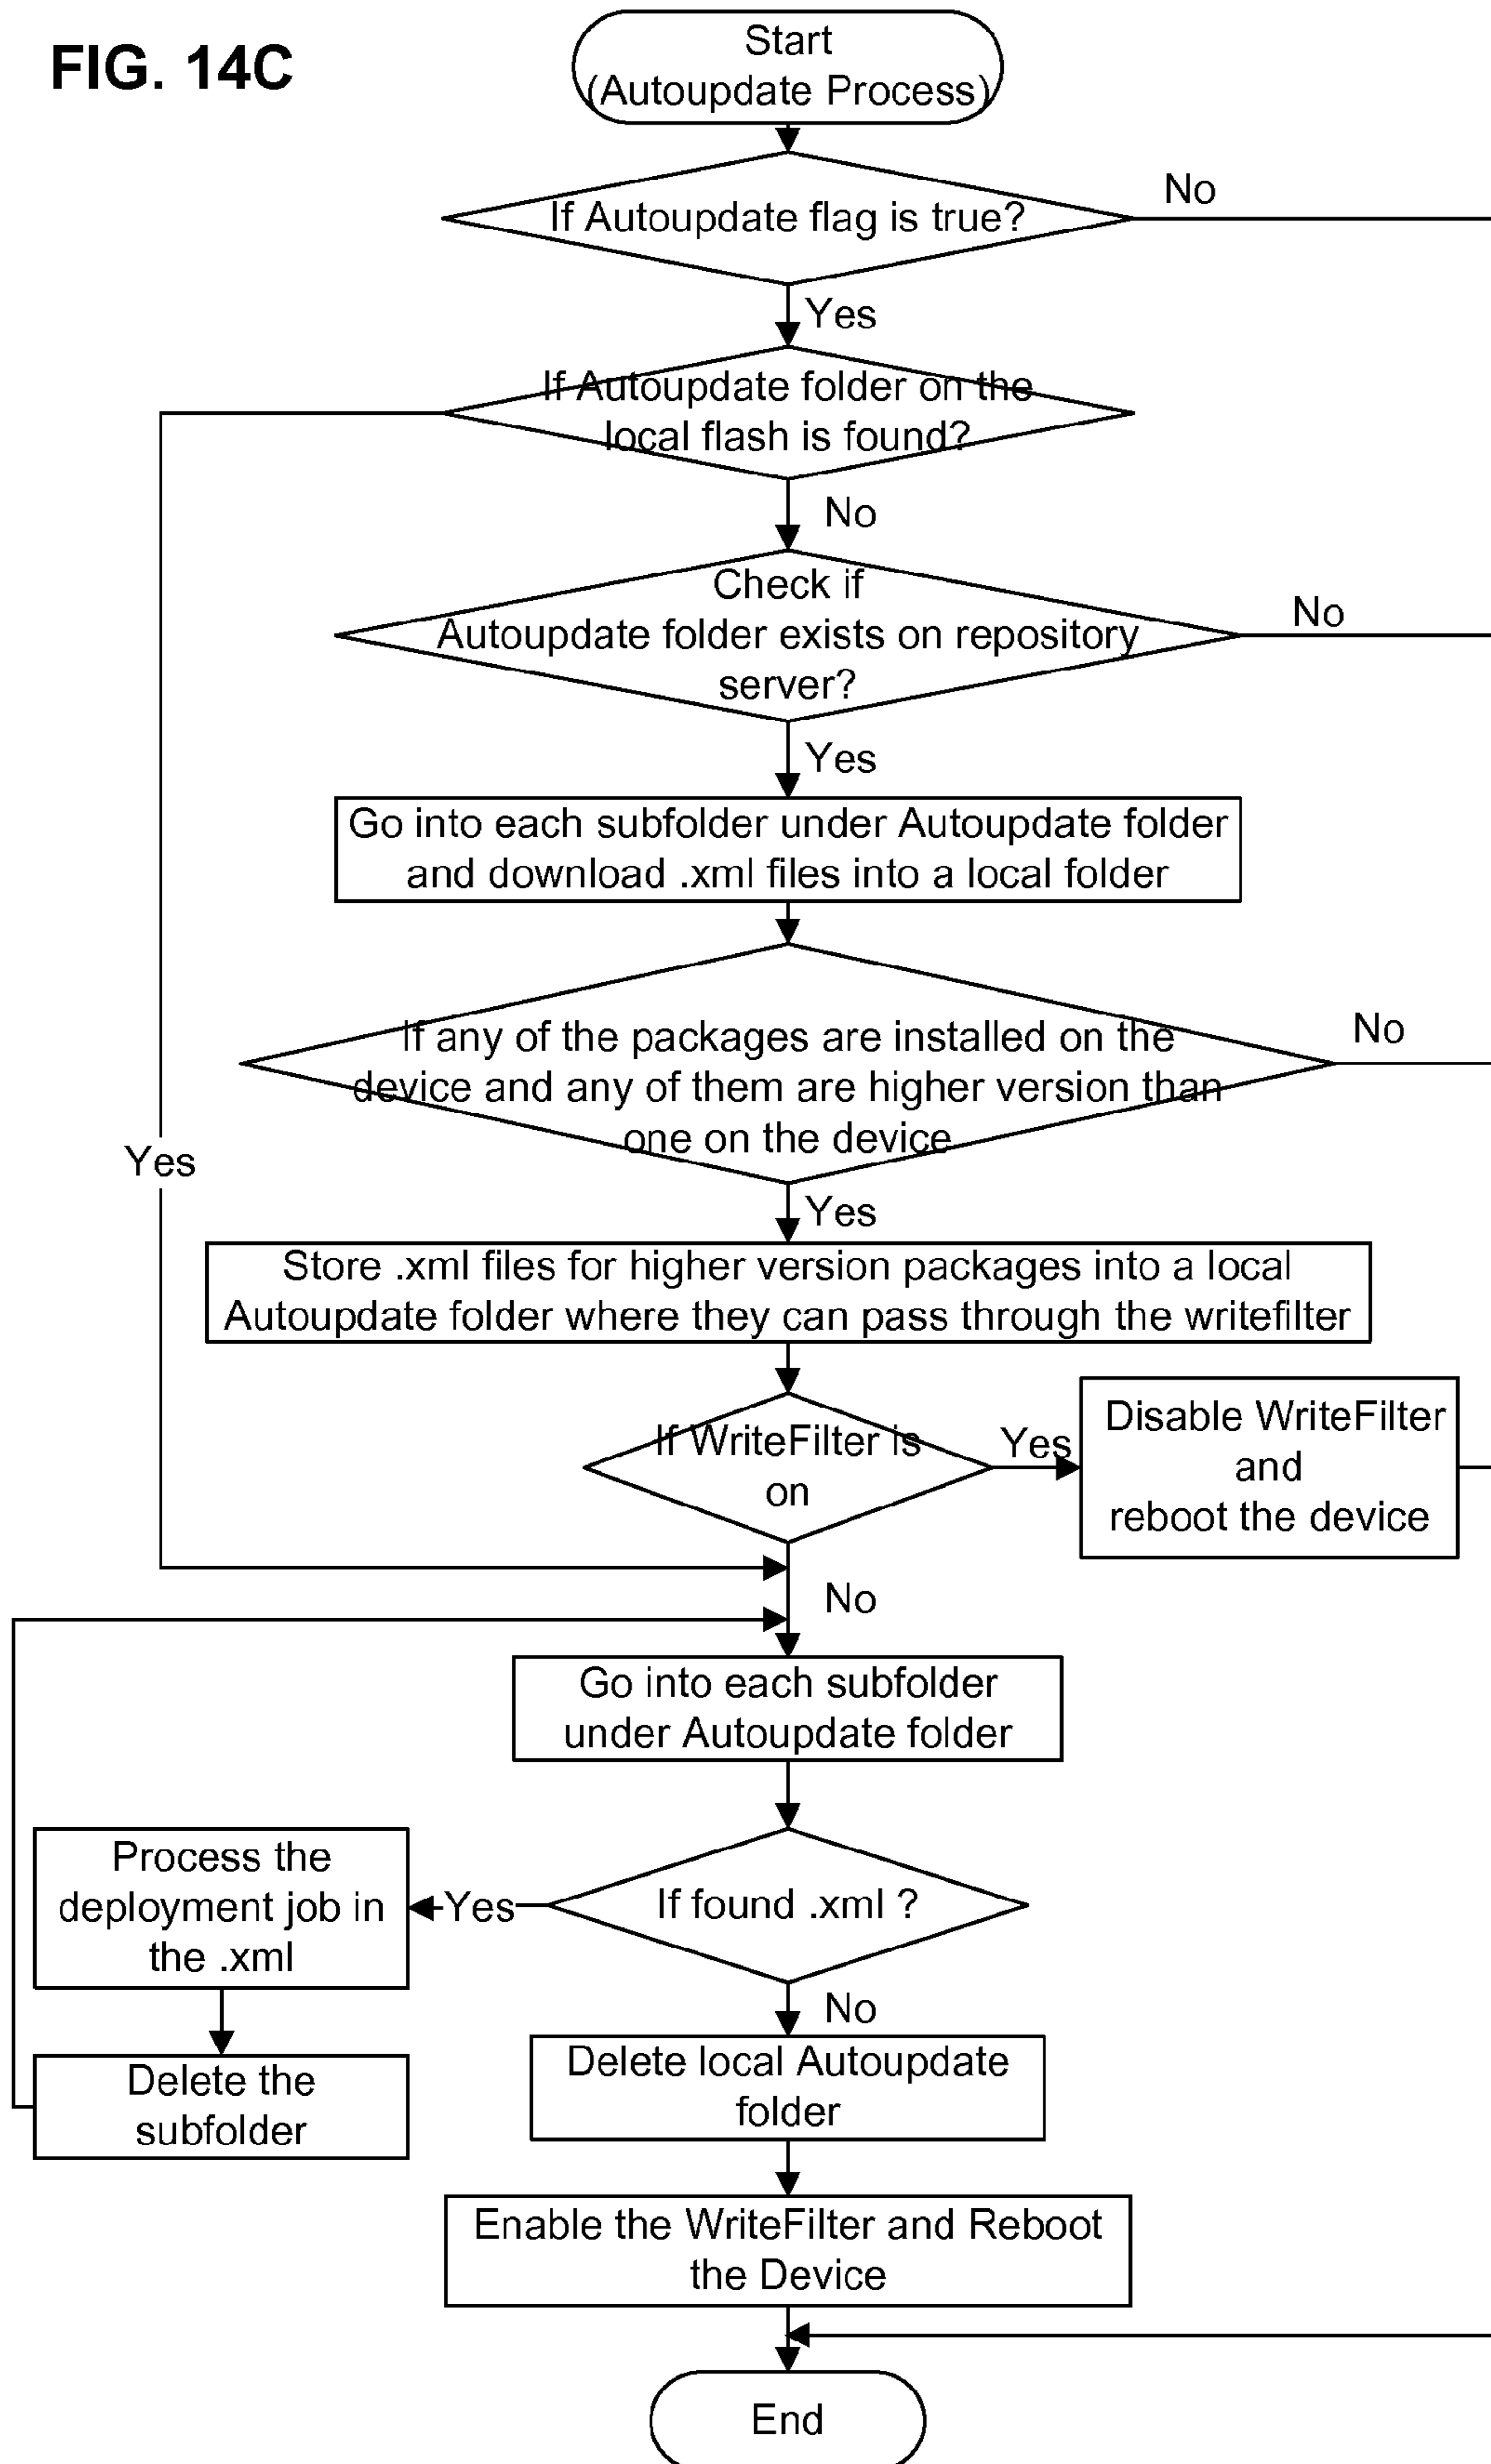 FIG. 14C
Start
(Autoupdate Process)
If Autoupdate flag is true?
No
Yes
If Autoupdate folder on the
local flash is found?
No
Check if
Autoupdate folder exists on repository
server?
No
Yes
Go into each subfolder under Autoupdate folder
and download .xml files into a local folder
If any of the packages are installed on the
device and any of them are higher version than
one on the device
No
Yes
Yes
Store .xml files for higher version packages into a local
Autoupdate folder where they can pass through the writefilter
If WriteFilter is
on
Yes
Disable WriteFilter
and
reboot the device
No
Go into each subfolder
under Autoupdate folder
If found .xml ?
Yes
Process the
deployment job in
the .xml
Delete the
subfolder
No
Delete local Autoupdate
folder
Enable the WriteFilter and Reboot
the Device
End